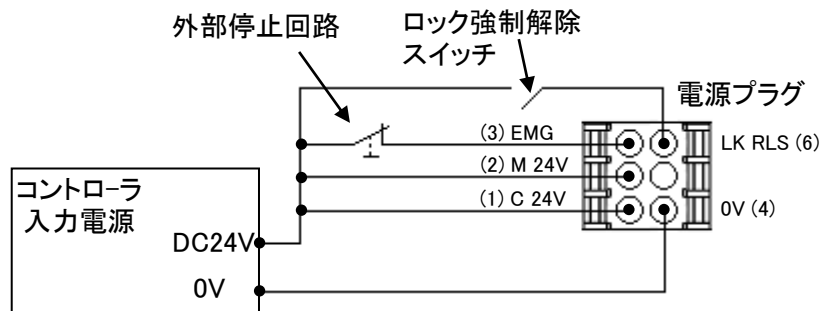 外部停止回路
ロック強制解除
スイッチ
電源プラグ
(3) EMG
LK RLS (6)
(2) M 24V
(1) C 24V
0V (4)
コントローラ
入力電源
DC24V
0V